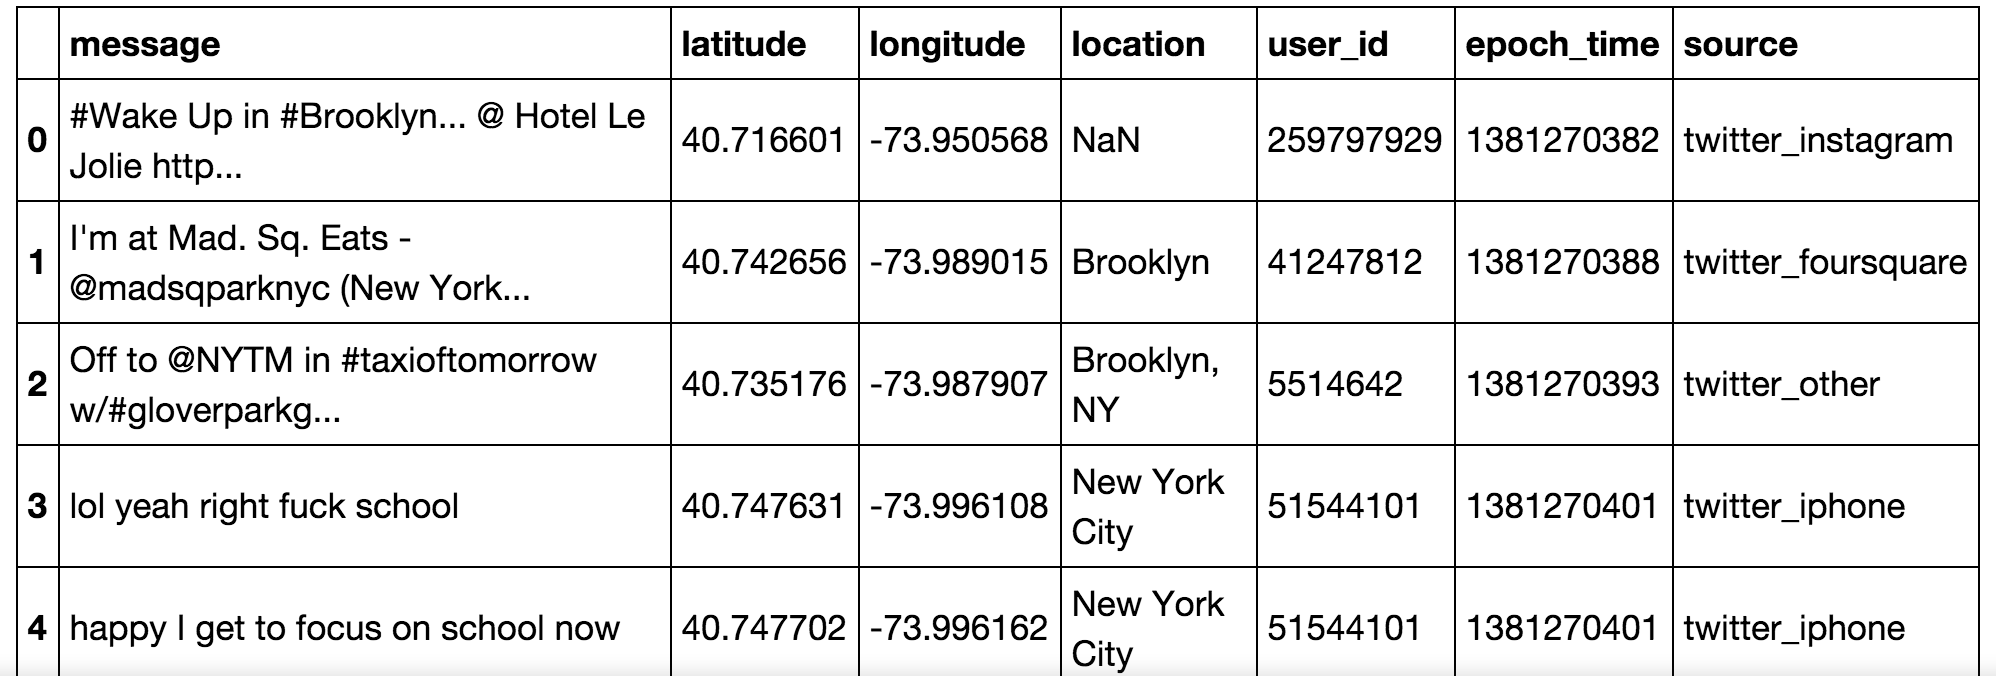 message latitude longitude location user_id epoch_time source
0 #Wake Up in #Brooklyn... @ Hotel Le Jolie http... 40.716601 -73.950568 NaN 259797929 1381270382 twitter_instagram
1 I'm at Mad. Sq. Eats - @madsqparknyc (New York... 40.742656 -73.989015 Brooklyn 41247812 1381270388 twitter_foursquare
2 Off to @NYTM in #taxioftomorrow w/#gloverparkg... 40.735176 -73.987907 Brooklyn, NY 5514642 1381270393 twitter_other
3 lol yeah right fuck school 40.747631 -73.996108 New York City 51544101 1381270401 twitter_iphone
4 happy I get to focus on school now 40.747702 -73.996162 New York City 51544101 1381270401 twitter_iphone